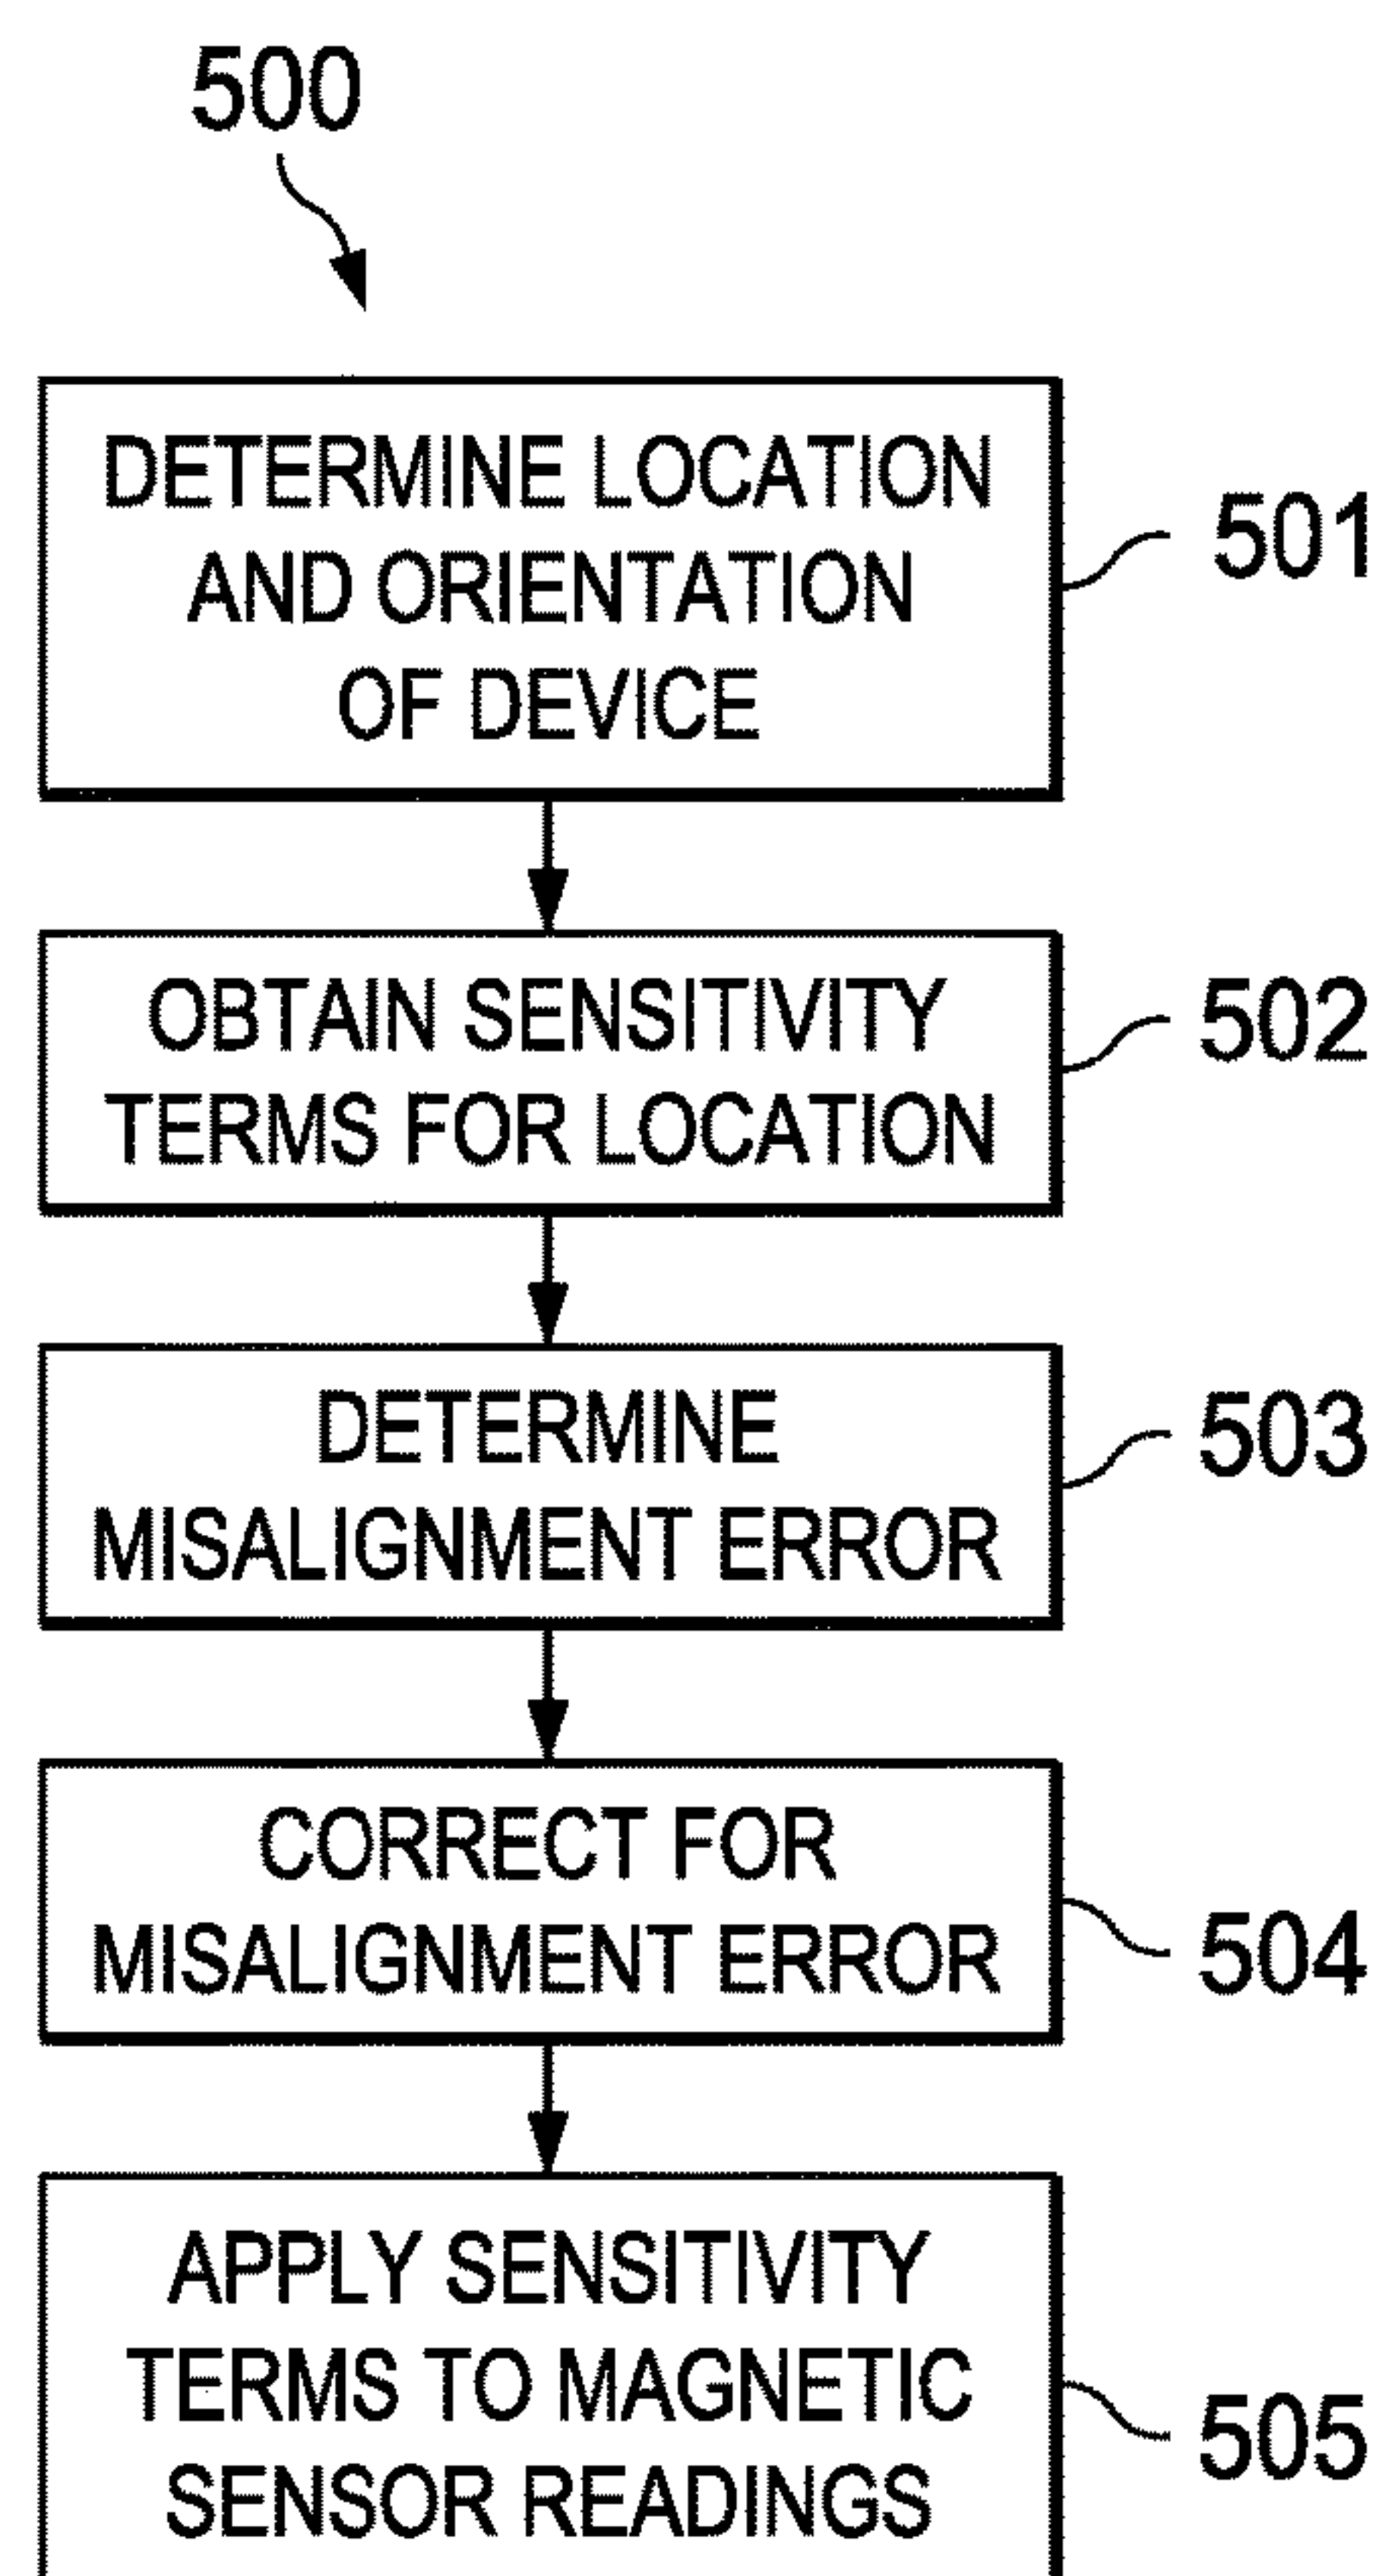 500
DETERMINE LOCATION
AND ORIENTATION
OF DEVICE
501
OBTAIN SENSITIVITY
TERMS FOR LOCATION
502
DETERMINE
MISALIGNMENT ERROR
503
CORRECT FOR
MISALIGNMENT ERROR
504
APPLY SENSITIVITY
TERMS TO MAGNETIC
SENSOR READINGS
505